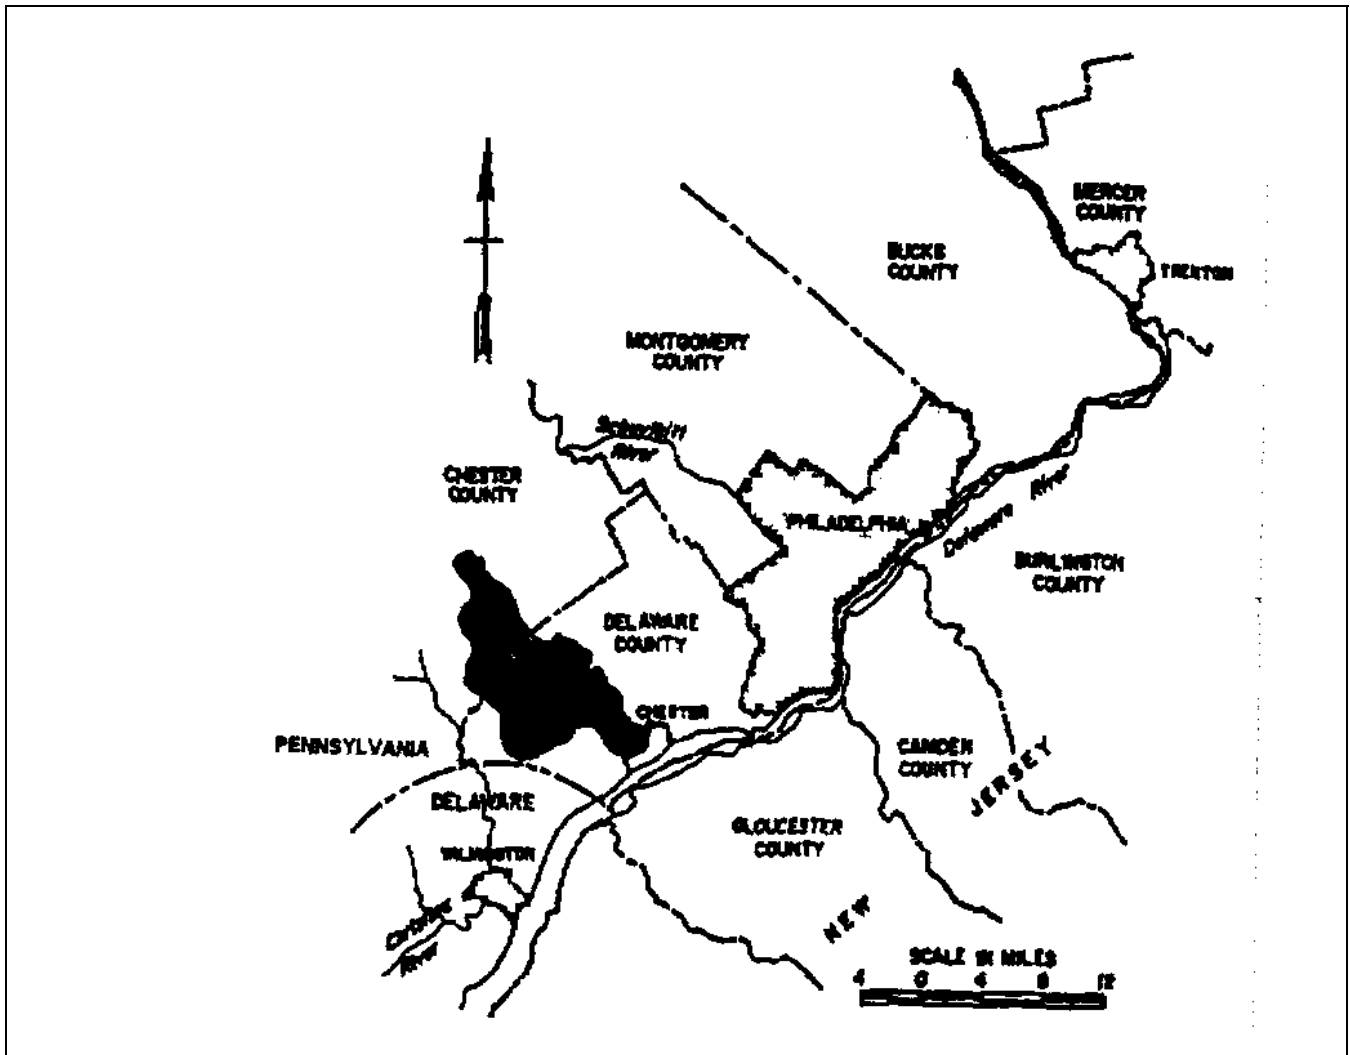 MERCER
COUNTY
BUCKS
COUNTY
TRENTON
MONTGOMERY
COUNTY
Schuylkill
River
CHESTER
COUNTY
PHILADELPHIA
Delaware River
BURLINGTON
COUNTY
DELAWARE
COUNTY
CHESTER
PENNSYLVANIA
CAMDEN
COUNTY
JERSEY
DELAWARE
GLOUCESTER
COUNTY
WILMINGTON
NEW
River
SCALE IN MILES
4 0 4 8 12